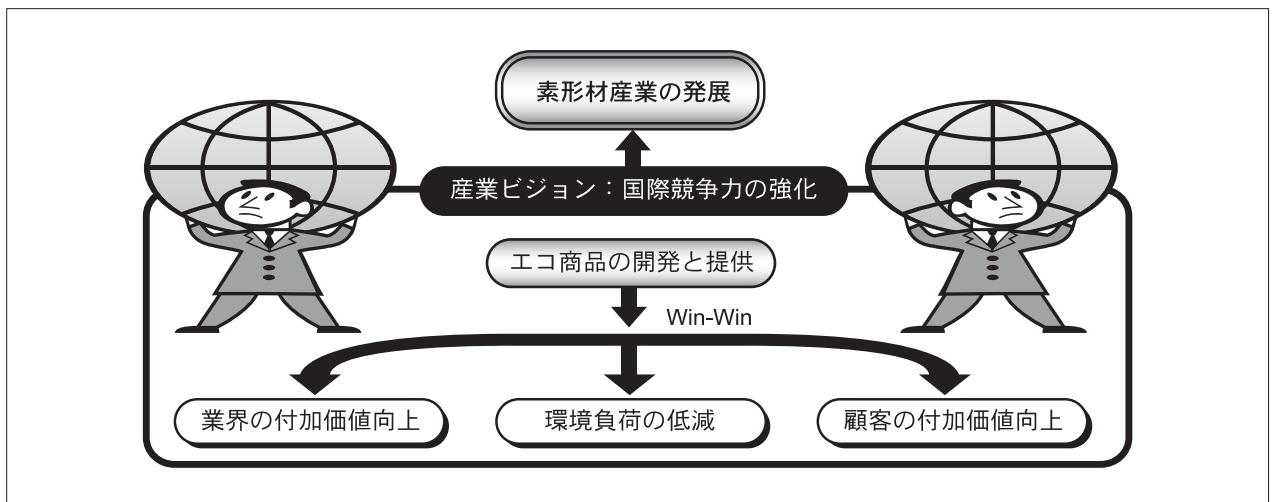 素形材産業の発展
産業ビジョン：国際競争力の強化
エコ商品の開発と提供
Win-Win
業界の付加価値向上
環境負荷の低減
顧客の付加価値向上